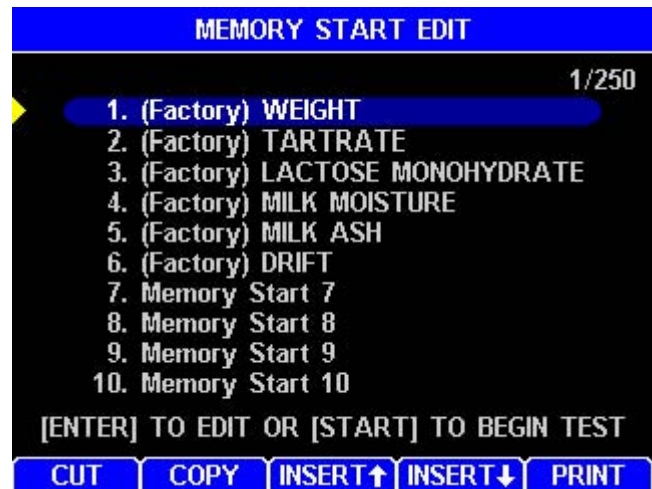 MEMORY START EDIT
1/250
1. (Factory) WEIGHT
2. (Factory) TARTRATE
3. (Factory) LACTOSE MONOHYDRATE
4. (Factory) MILK MOISTURE
5. (Factory) MILK ASH
6. (Factory) DRIFT
7. Memory Start 7
8. Memory Start 8
9. Memory Start 9
10. Memory Start 10
[ENTER] TO EDIT OR [START] TO BEGIN TEST
CUT COPY INSERT↑ INSERT↓ PRINT